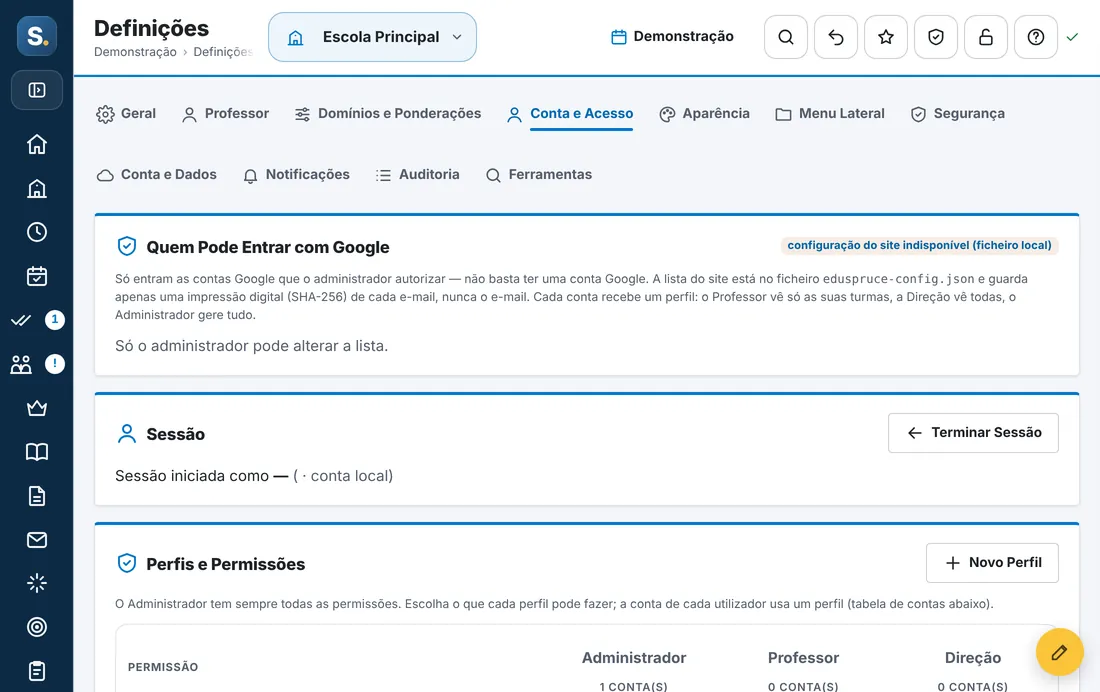 S.
Definições
Demonstração › Definições
Escola Principal
Demonstração
Geral
Professor
Domínios e Ponderações
Conta e Acesso
Aparência
Menu Lateral
Segurança
Conta e Dados
Notificações
Auditoria
Ferramentas
1
!
Quem Pode Entrar com Google
configuração do site indisponível (ficheiro local)
Só entram as contas Google que o administrador autorizar — não basta ter uma conta Google. A lista do site está no ficheiro eduspruce-config.json e guarda
apenas uma impressão digital (SHA-256) de cada e-mail, nunca o e-mail. Cada conta recebe um perfil: o Professor vê só as suas turmas, a Direção vê todas, o
Administrador gere tudo.
Só o administrador pode alterar a lista.
Sessão
Terminar Sessão
Sessão iniciada como — ( · conta local)
Perfis e Permissões
Novo Perfil
O Administrador tem sempre todas as permissões. Escolha o que cada perfil pode fazer; a conta de cada utilizador usa um perfil (tabela de contas abaixo).
PERMISSÃO
Administrador
Professor
Direção
1 CONTA(S)
0 CONTA(S)
0 CONTA(S)